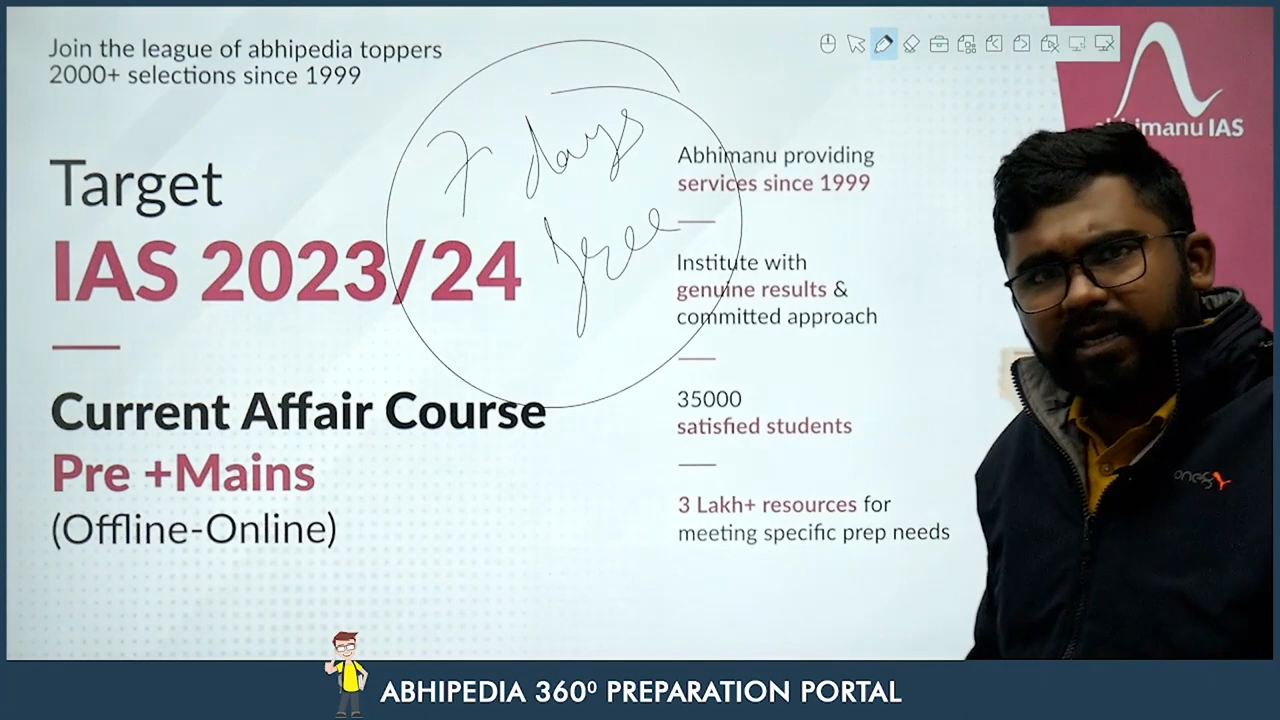 Join the league of abhipedia toppers
2000+ selections since 1999
Target
IAS 2023/24
Current Affair Course
Pre +Mains
(Offline-Online)
7 days
free
Abhimanu providing
services since 1999
Institute with
genuine results &
committed approach
35000
satisfied students
3 Lakh+ resources for
meeting specific prep needs
abhimanu IAS
ABHIPEDIA 360⁰ PREPARATION PORTAL